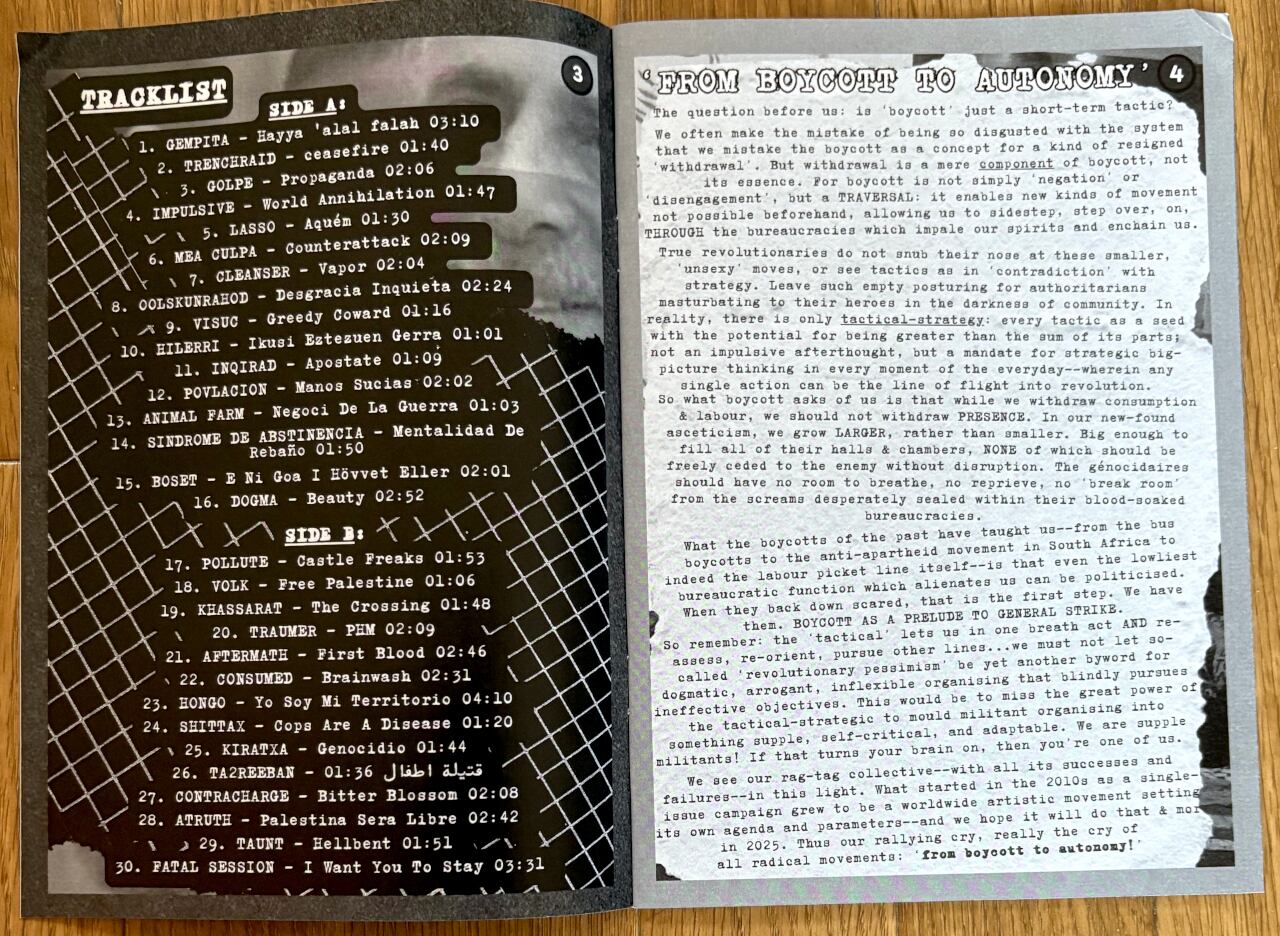 TRACKLIST
3
SIDE A:
1. GEMPITA – Hayya 'alal falah 03:10
2. TRENCHRAID – ceasefire 01:40
3. GOLPE – Propaganda 02:06
4. IMPULSIVE – World Annihilation 01:47
5. LASSO – Aquém 01:30
6. MEA CULPA – Counterattack 02:09
7. CLEANSER – Vapor 02:04
8. OOLSKUNRAHOD – Desgracia Inquieta 02:24
9. VISUC – Greedy Coward 01:16
10. HILERRI – Ikusi Eztezuen Gerra 01:01
11. INQIRAD – Apostate 01:09
12. POVLACION – Manos Sucias 02:02
13. ANIMAL FARM – Negoci De La Guerra 01:03
14. SINDROME DE ABSTINENCIA – Mentalidad De
Rebaño 01:50
15. BOSET – E Ni Goa I Hövvet Eller 02:01
16. DOGMA – Beauty 02:52
SIDE B:
17. POLLUTE – Castle Freaks 01:53
18. VOLK – Free Palestine 01:06
19. KHASSARAT – The Crossing 01:48
20. TRAUMER – PHM 02:09
21. AFTERMATH – First Blood 02:46
22. CONSUMED – Brainwash 02:31
23. HONGO – Yo Soy Mi Territorio 04:10
24. SHITTAX – Cops Are A Disease 01:20
25. KIRATXA – Genocidio 01:44
26. TA2REEBAN – 01:36 قتيلة اطفال
27. CONTRACHARGE – Bitter Blossom 02:08
28. ATRUTH – Palestina Sera Libre 02:42
29. TAUNT – Hellbent 01:51
30. FATAL SESSION – I Want You To Stay 03:31
'FROM BOYCOTT TO AUTONOMY'
4
The question before us: is 'boycott' just a short-term tactic?
We often make the mistake of being so disgusted with the system
that we mistake the boycott as a concept for a kind of resigned
'withdrawal'. But withdrawal is a mere component of boycott, not
its essence. For boycott is not simply 'negation' or
'disengagement', but a TRAVERSAL: it enables new kinds of movement
not possible beforehand, allowing us to sidestep, step over, on,
THROUGH the bureaucracies which impale our spirits and enchain us.
True revolutionaries do not snub their nose at these smaller,
'unsexy' moves, or see tactics as in 'contradiction' with
strategy. Leave such empty posturing for authoritarians
masturbating to their heroes in the darkness of community. In
reality, there is only tactical-strategy: every tactic as a seed
with the potential for being greater than the sum of its parts;
not an impulsive afterthought, but a mandate for strategic big-
picture thinking in every moment of the everyday--wherein any
single action can be the line of flight into revolution.
So what boycott asks of us is that while we withdraw consumption
& labour, we should not withdraw PRESENCE. In our new-found
asceticism, we grow LARGER, rather than smaller. Big enough to
fill all of their halls & chambers, NONE of which should be
freely ceded to the enemy without disruption. The génocidaires
should have no room to breathe, no reprieve, no 'break room'
from the screams desperately sealed within their blood-soaked
bureaucracies.
What the boycotts of the past have taught us--from the bus
boycotts to the anti-apartheid movement in South Africa to
indeed the labour picket line itself--is that even the lowliest
bureaucratic function which alienates us can be politicised.
When they back down scared, that is the first step. We have
them. BOYCOTT AS A PRELUDE TO GENERAL STRIKE.
So remember: the 'tactical' lets us in one breath act AND re-
assess, re-orient, pursue other lines...we must not let so-
called 'revolutionary pessimism' be yet another byword for
dogmatic, arrogant, inflexible organising that blindly pursues
ineffective objectives. This would be to miss the great power of
the tactical-strategic to mould militant organising into
something supple, self-critical, and adaptable. We are supple
militants! If that turns your brain on, then you're one of us.
We see our rag-tag collective--with all its successes and
failures--in this light. What started in the 2010s as a single-
issue campaign grew to be a worldwide artistic movement setting
its own agenda and parameters--and we hope it will do that & mor
in 2025. Thus our rallying cry, really the cry of
all radical movements: 'from boycott to autonomy!'